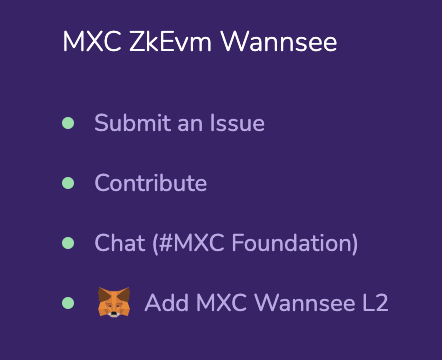 MXC ZkEvm Wannsee
Submit an Issue
Contribute
Chat (#MXC Foundation)
Add MXC Wannsee L2